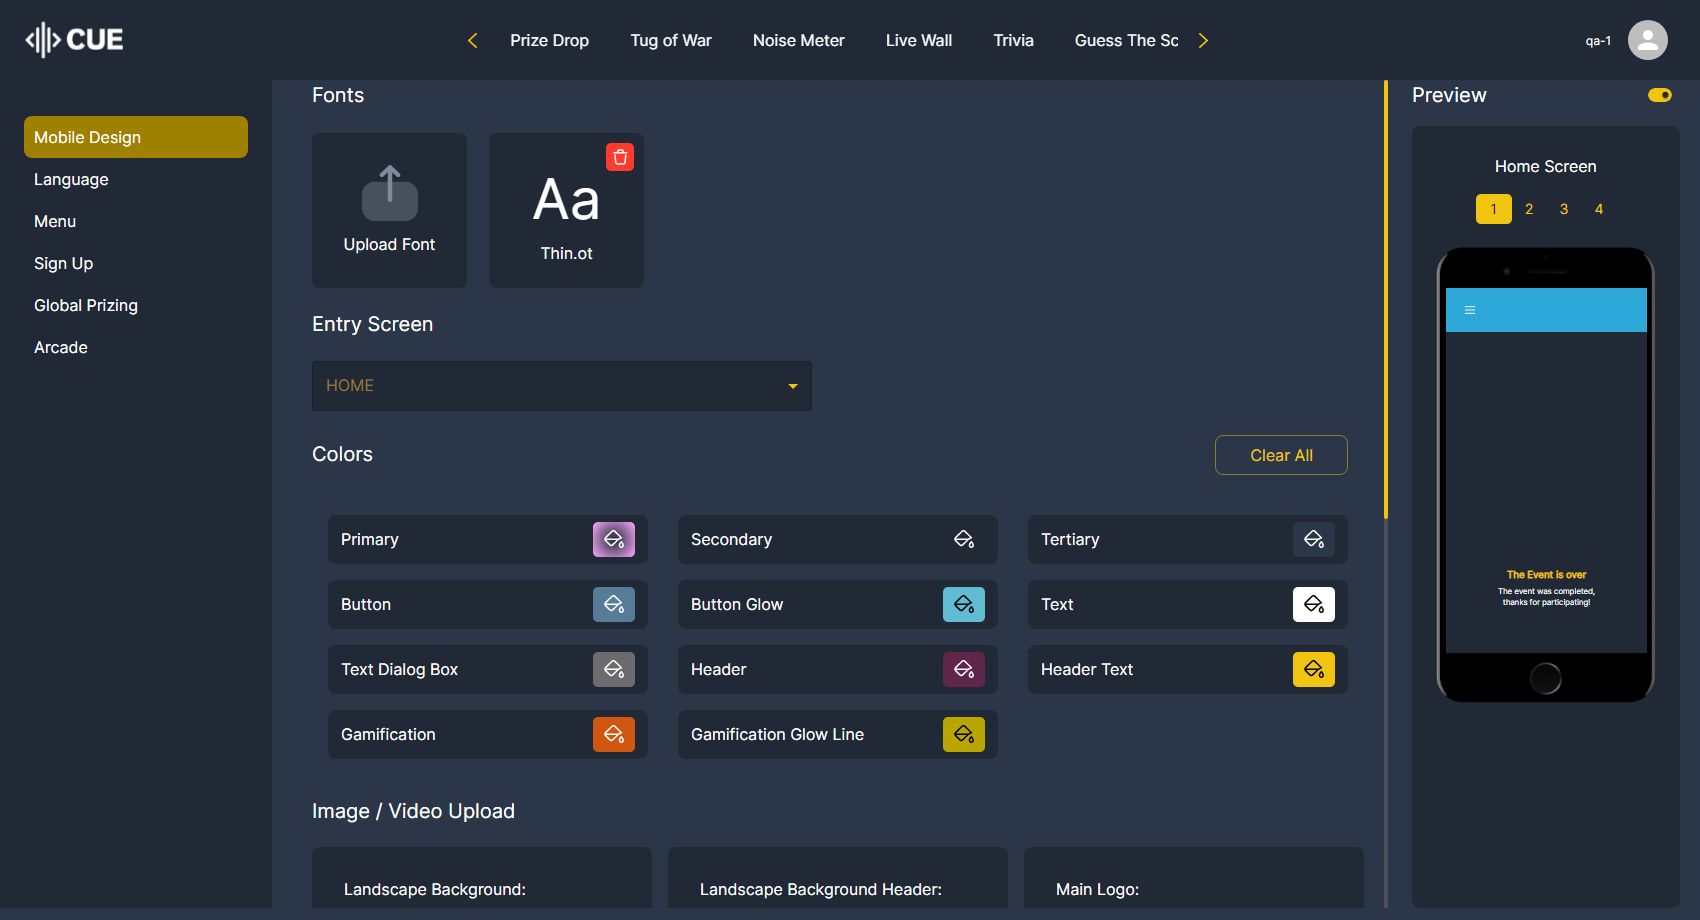 CUE
Prize Drop
Tug of War
Noise Meter
Live Wall
Trivia
Guess The Sc
qa-1
Mobile Design
Language
Menu
Sign Up
Global Prizing
Arcade
Fonts
Upload Font
Aa
Thin.ot
Entry Screen
HOME
Colors
Clear All
Primary
Secondary
Tertiary
Button
Button Glow
Text
Text Dialog Box
Header
Header Text
Gamification
Gamification Glow Line
Image / Video Upload
Landscape Background:
Landscape Background Header:
Main Logo:
Preview
Home Screen
1 2 3 4
The Event is over
The event was completed,
thanks for participating!